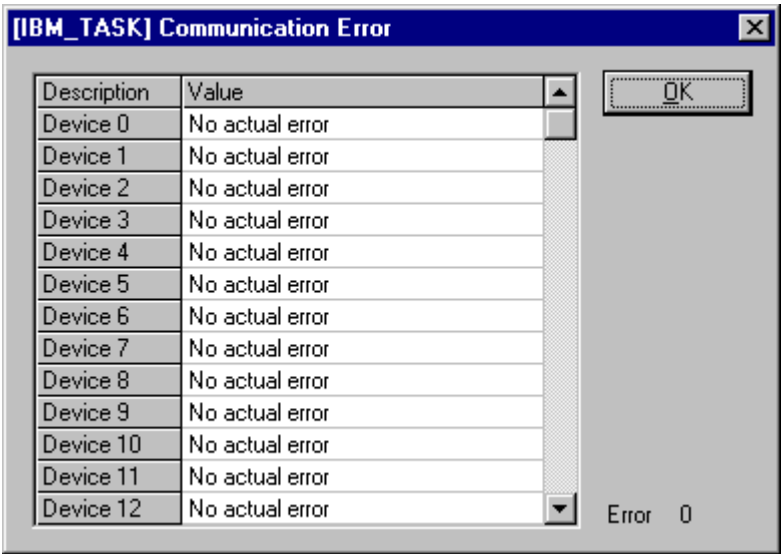 [IBM_TASK] Communication Error
Description Value
OK
Device 0 No actual error
Device 1 No actual error
Device 2 No actual error
Device 3 No actual error
Device 4 No actual error
Device 5 No actual error
Device 6 No actual error
Device 7 No actual error
Device 8 No actual error
Device 9 No actual error
Device 10 No actual error
Device 11 No actual error
Device 12 No actual error
Error 0